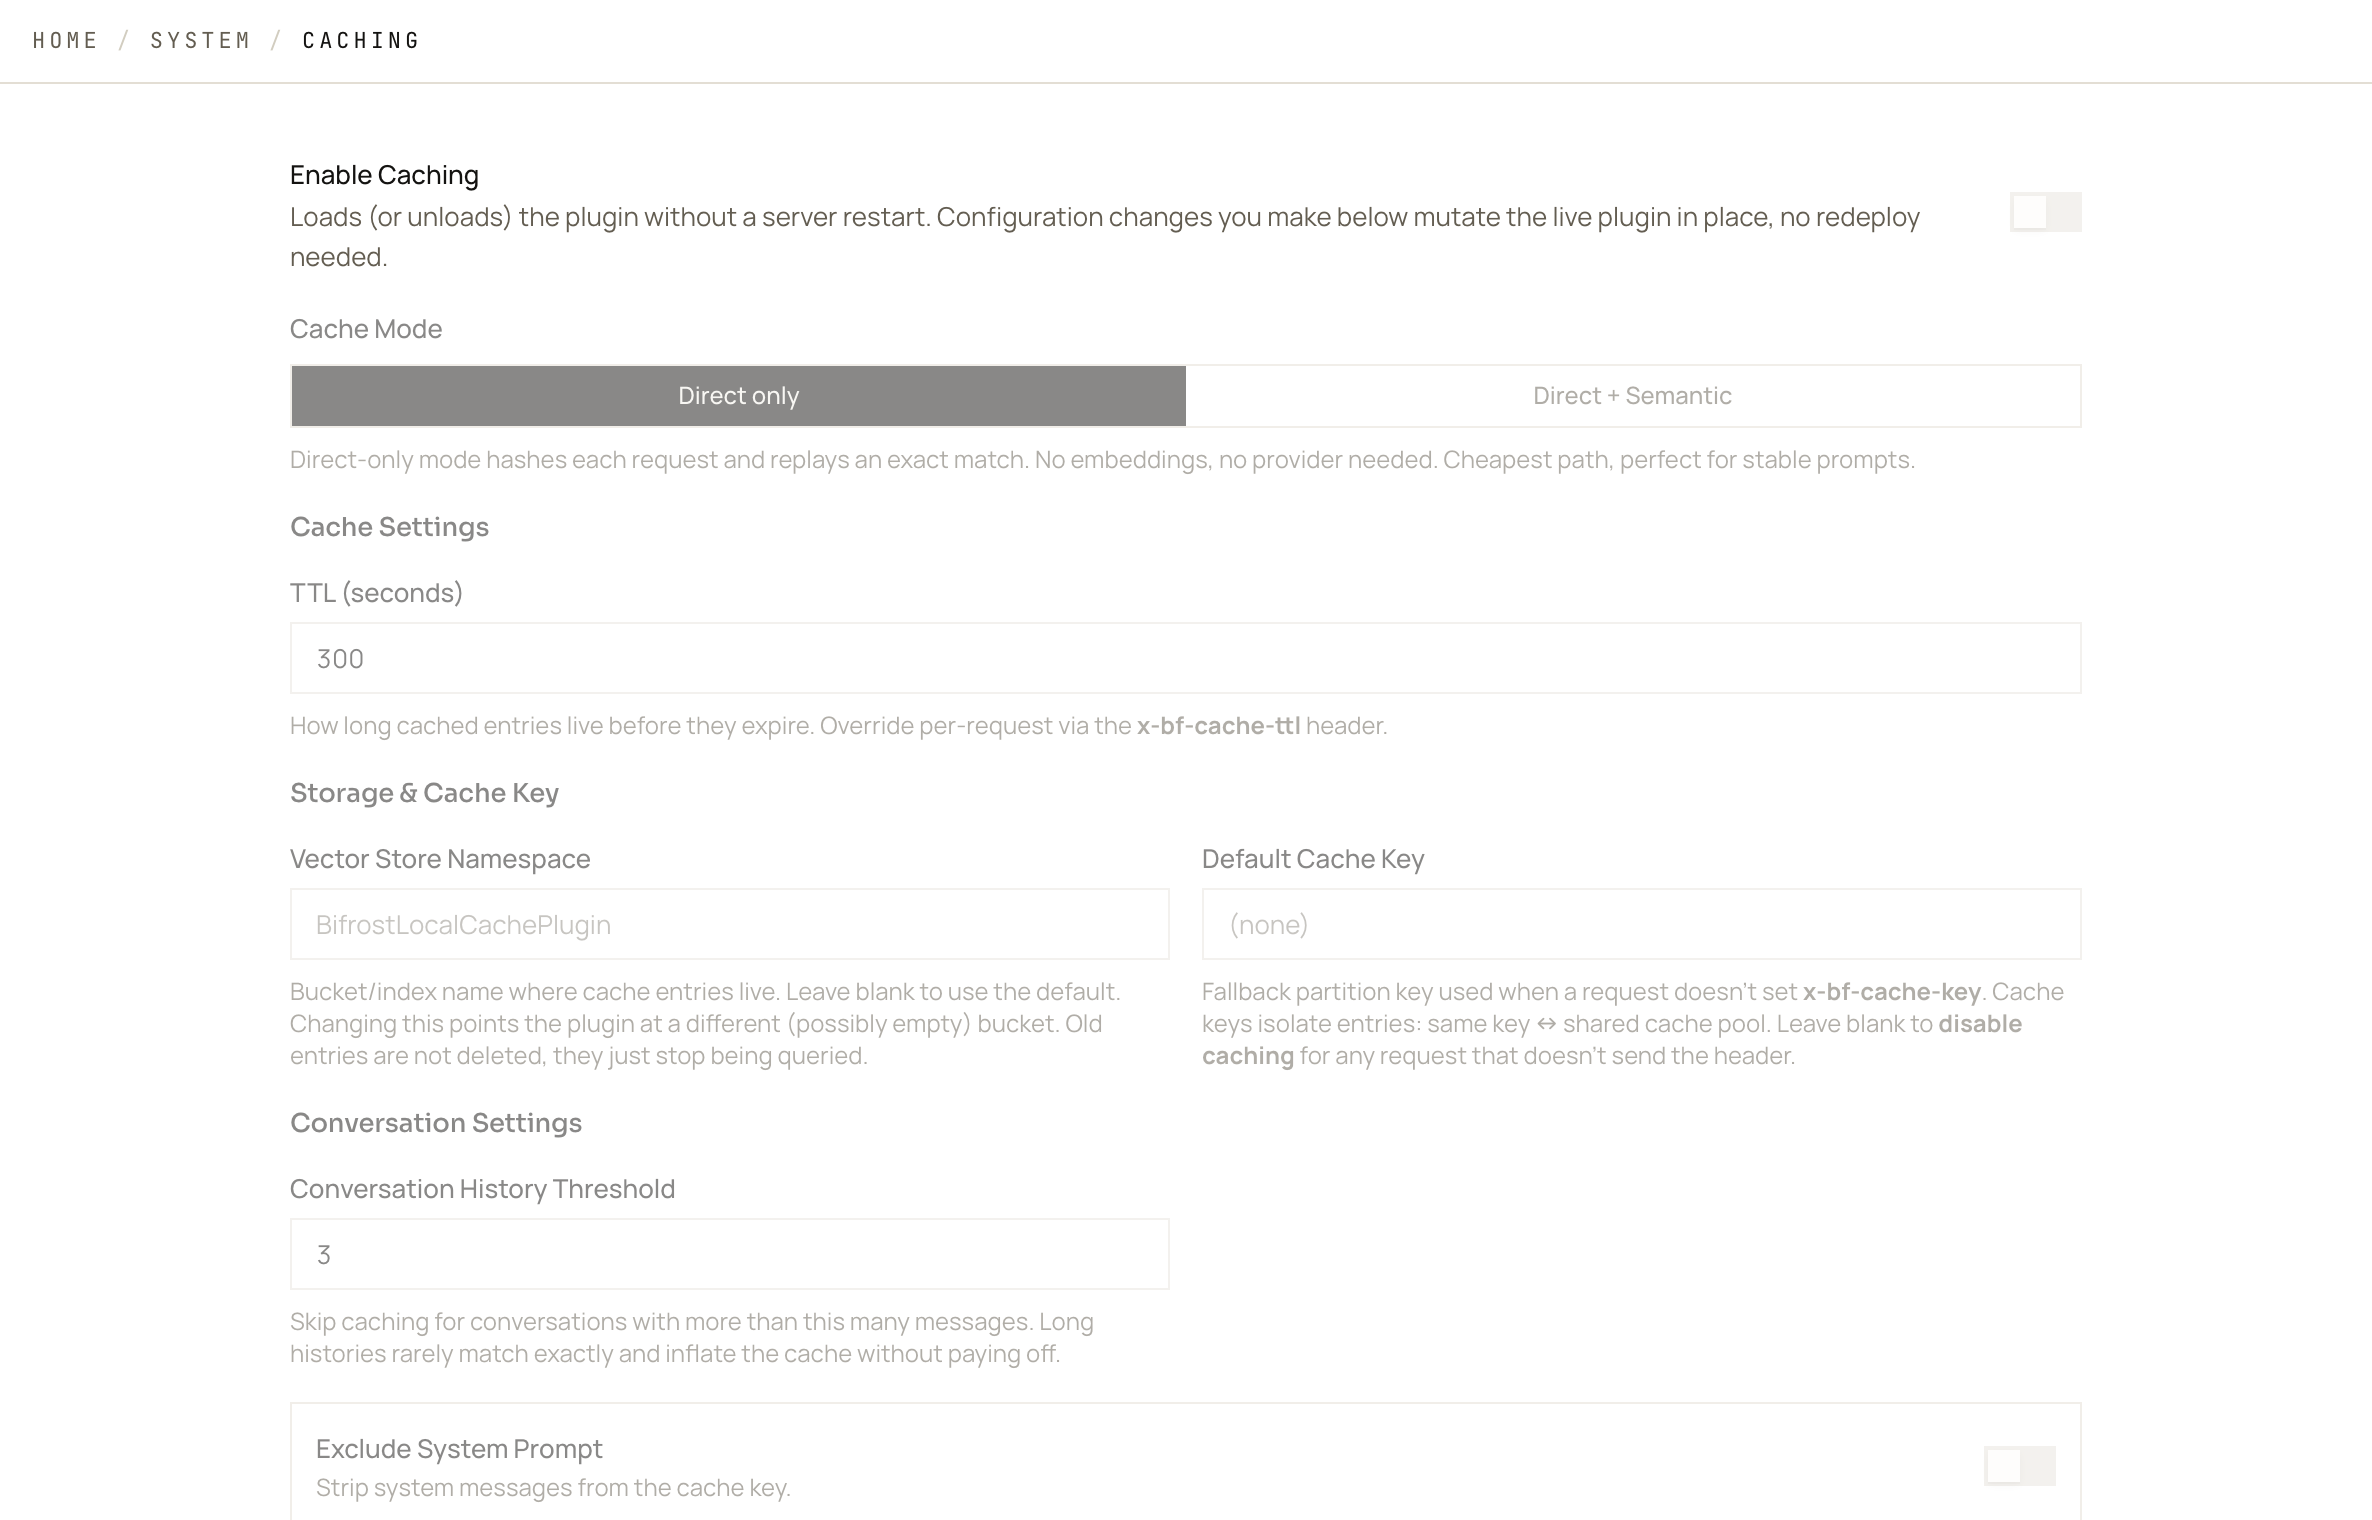 HOME / SYSTEM / CACHING
Enable Caching
Loads (or unloads) the plugin without a server restart. Configuration changes you make below mutate the live plugin in place, no redeploy
needed.
Cache Mode
Direct only
Direct + Semantic
Direct-only mode hashes each request and replays an exact match. No embeddings, no provider needed. Cheapest path, perfect for stable prompts.
Cache Settings
TTL (seconds)
300
How long cached entries live before they expire. Override per-request via the x-bf-cache-ttl header.
Storage & Cache Key
Vector Store Namespace
BifrostLocalCachePlugin
Bucket/index name where cache entries live. Leave blank to use the default.
Changing this points the plugin at a different (possibly empty) bucket. Old
entries are not deleted, they just stop being queried.
Default Cache Key
(none)
Fallback partition key used when a request doesn't set x-bf-cache-key. Cache
keys isolate entries: same key ↔ shared cache pool. Leave blank to disable
caching for any request that doesn't send the header.
Conversation Settings
Conversation History Threshold
3
Skip caching for conversations with more than this many messages. Long
histories rarely match exactly and inflate the cache without paying off.
Exclude System Prompt
Strip system messages from the cache key.